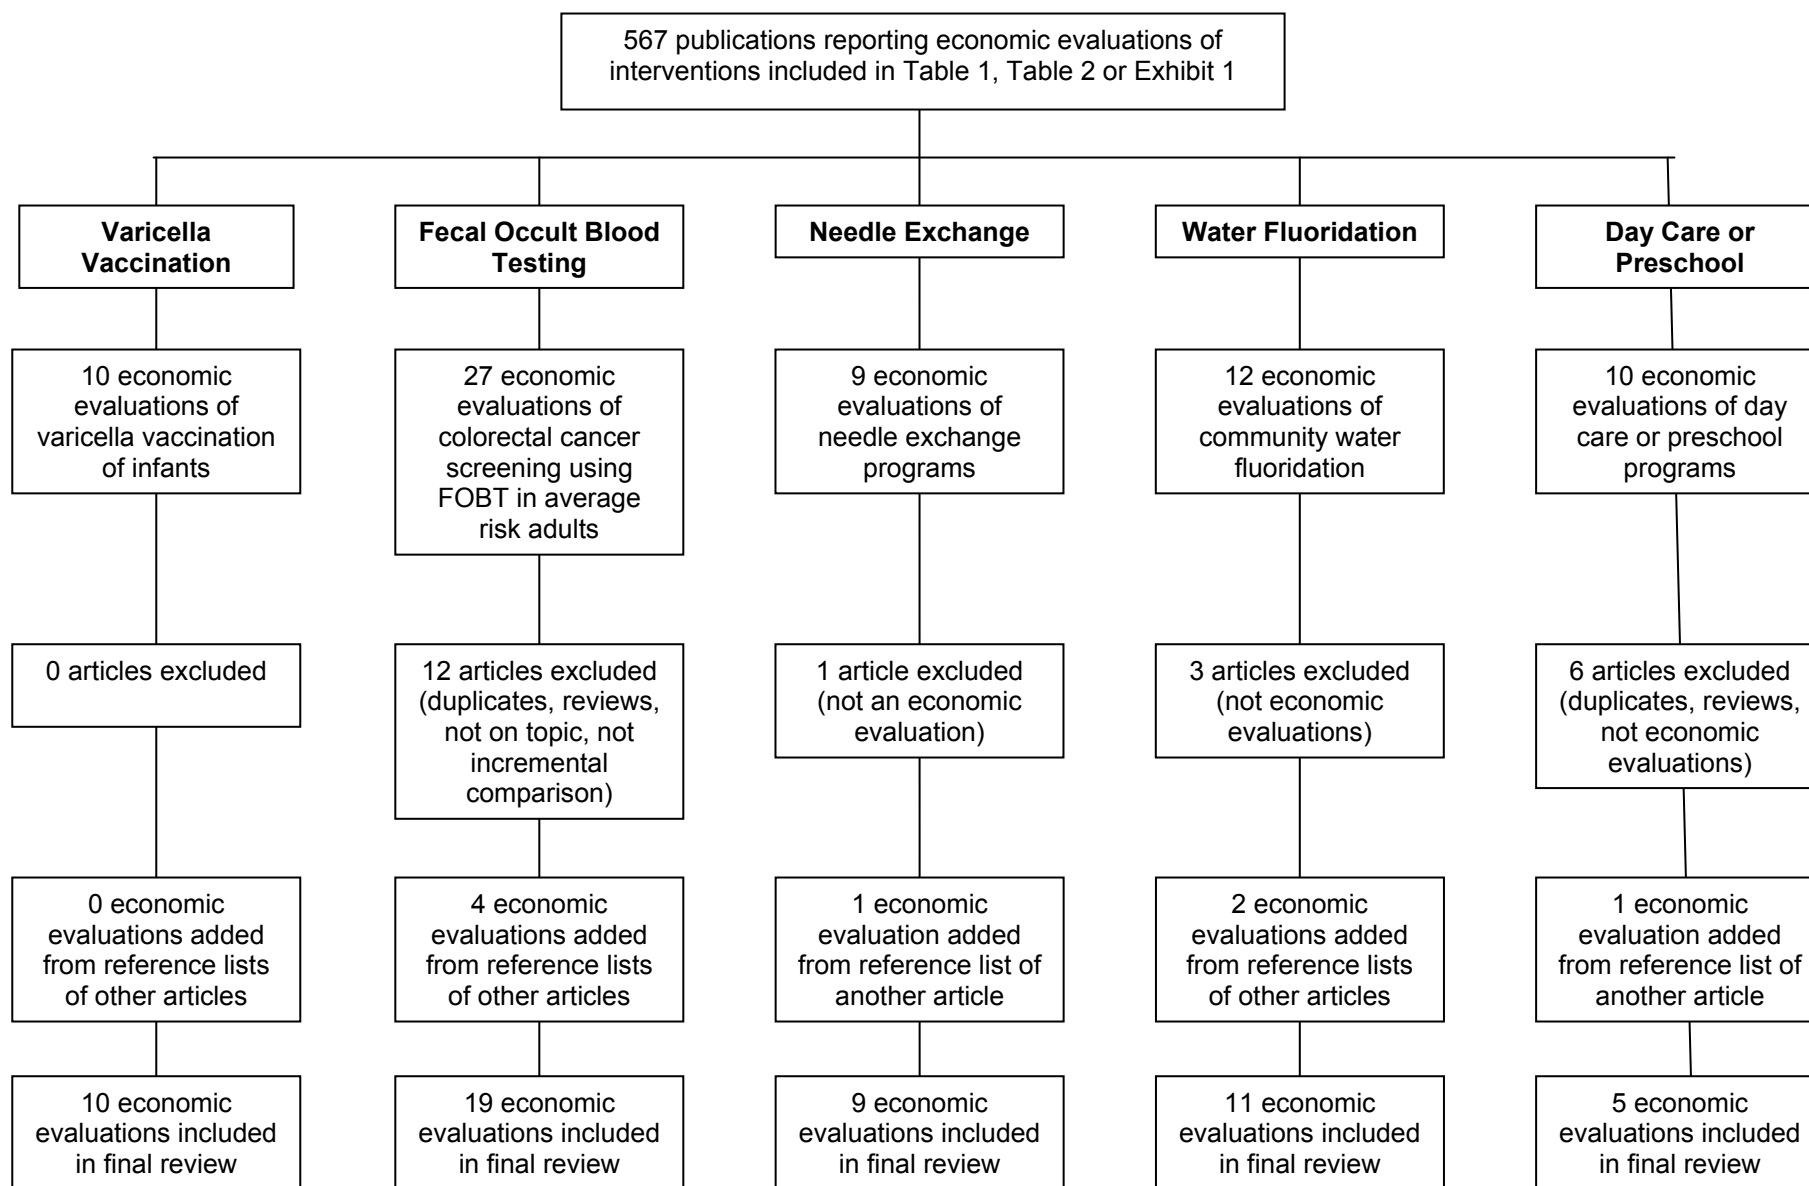 567 publications reporting economic evaluations of
interventions included in Table 1, Table 2 or Exhibit 1
Varicella
Vaccination
Fecal Occult Blood
Testing
Needle Exchange
Water Fluoridation
Day Care or
Preschool
10 economic
evaluations of
varicella vaccination
of infants
27 economic
evaluations of
colorectal cancer
screening using
FOBT in average
risk adults
9 economic
evaluations of
needle exchange
programs
12 economic
evaluations of
community water
fluoridation
10 economic
evaluations of day
care or preschool
programs
0 articles excluded
12 articles excluded
(duplicates, reviews,
not on topic, not
incremental
comparison)
1 article excluded
(not an economic
evaluation)
3 articles excluded
(not economic
evaluations)
6 articles excluded
(duplicates, reviews,
not economic
evaluations)
0 economic
evaluations added
from reference lists
of other articles
4 economic
evaluations added
from reference lists
of other articles
1 economic
evaluation added
from reference list of
another article
2 economic
evaluations added
from reference lists
of other articles
1 economic
evaluation added
from reference list of
another article
10 economic
evaluations included
in final review
19 economic
evaluations included
in final review
9 economic
evaluations included
in final review
11 economic
evaluations included
in final review
5 economic
evaluations included
in final review